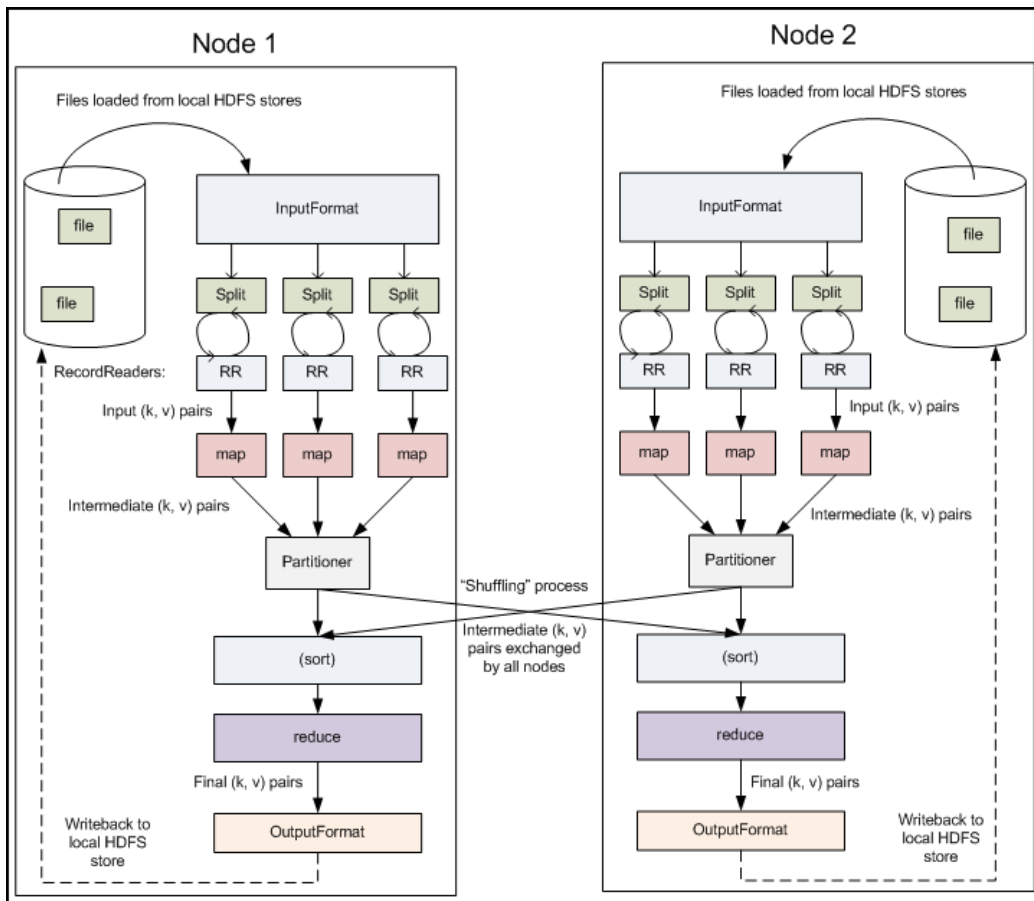 Node 1
Node 2
Files loaded from local HDFS stores
Files loaded from local HDFS stores
InputFormat
InputFormat
file
file
file
file
Split
Split
Split
Split
Split
Split
RecordReaders:
RR
RR
RR
RR
RR
RR
Input (k, v) pairs
Input (k, v) pairs
map
map
map
map
map
map
Intermediate (k, v) pairs
Intermediate (k, v) pairs
Partitioner
Partitioner
"Shuffling" process
Intermediate (k, v)
pairs exchanged
by all nodes
(sort)
(sort)
reduce
reduce
Final (k, v) pairs
Final (k, v) pairs
OutputFormat
OutputFormat
Writeback to
local HDFS
store
Writeback to
local HDFS
store